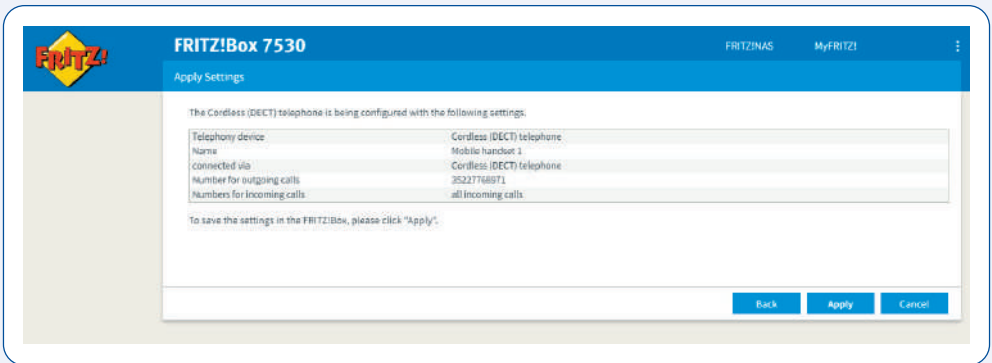 FRITZ!
FRITZ!Box 7530 FRITZ!NAS MyFRITZ!
Apply Settings
The Cordless (DECT) telephone is being configured with the following settings.
Telephony device Cordless (DECT) telephone
Name Mobile handset 1
connected via Cordless (DECT) telephone
Number for outgoing calls 35227768971
Numbers for incoming calls all incoming calls
To save the settings in the FRITZ!Box, please click "Apply".
Back Apply Cancel